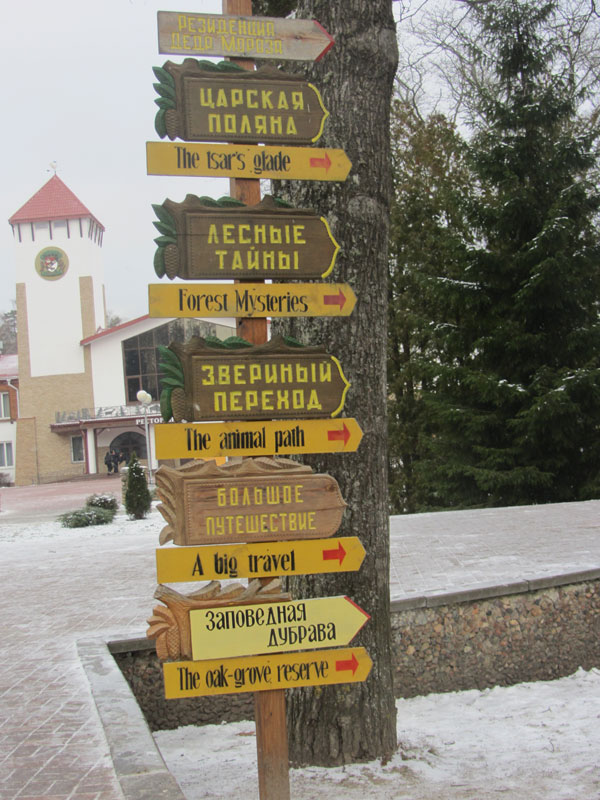 РЕЗИДЕНЦИЯ
ДЕДА МОРОЗА
ЦАРСКАЯ
ПОЛЯНА
The tsar's glade
ЛЕСНЫЕ
ТАЙНЫ
Forest Mysteries
ЗВЕРИНЫЙ
ПЕРЕХОД
The animal path
БОЛЬШОЕ
ПУТЕШЕСТВИЕ
A big travel
ЗАПОВЕДНАЯ
ДУБРАВА
The oak-grove reserve